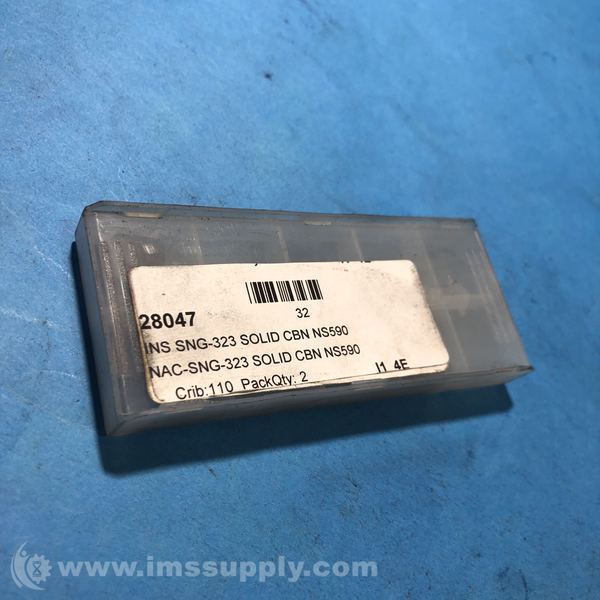 32
28047
INS SNG-323 SOLID CBN NS590
NAC-SNG-323 SOLID CBN NS590
Crib:110 PackQty: 2
I1 4E
www.imssupply.com